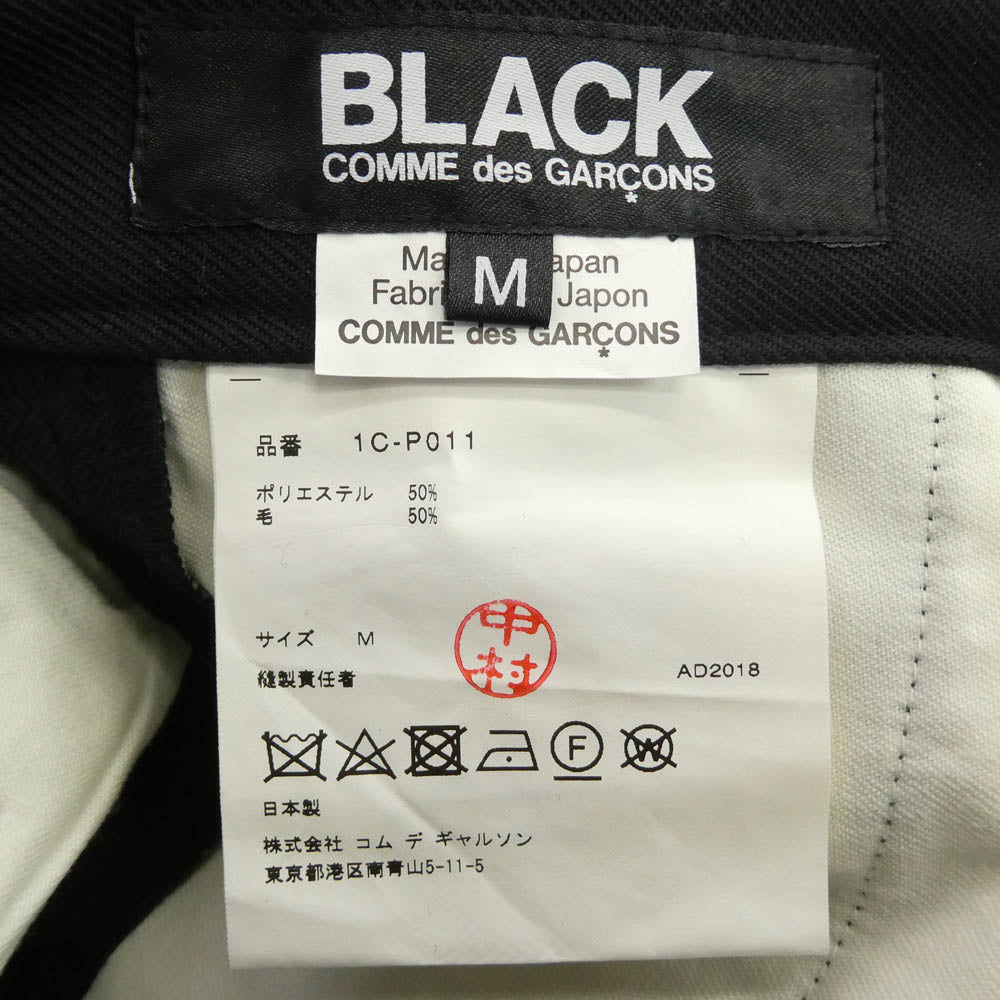 BLACK
COMME des GARÇONS
Ma M apan
Fabri Japon
COMME des GARÇONS
品番 1C-P011
ポリエステル 50%
毛 50%
中村
サイズ M
縫製責任者 AD2018
F W
日本製
株式会社 コム デ ギャルソン
東京都港区南青山5-11-5